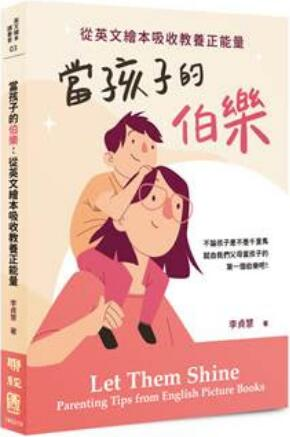 從英文繪本吸收教養正能量
當孩子的
伯樂
不論孩子是不是千里馬
就由我們父母當孩子的
第一個伯樂吧!!
李貞慧 著
Let Them Shine
Parenting Tips from English Picture Books
當孩子的伯樂:從英文繪本吸收教養正能量
李貞慧 著
聯經